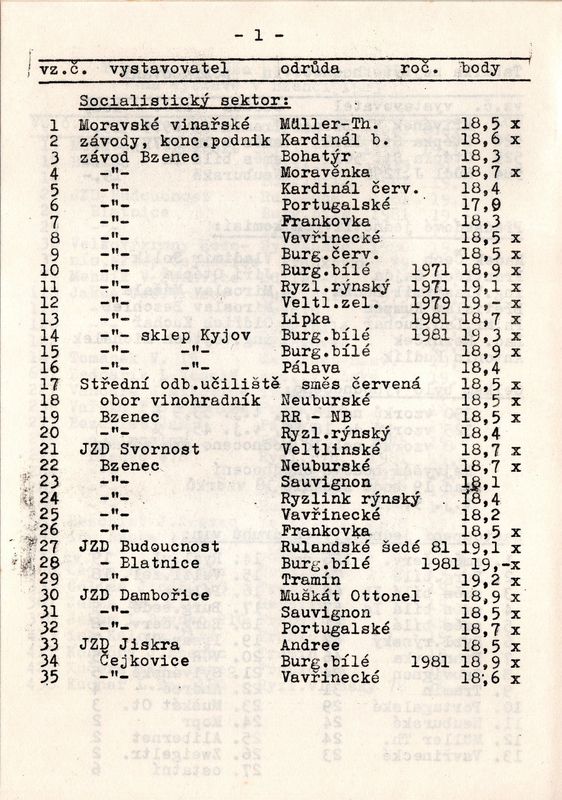 - 1 -
vz.č. vystavovatel odrůda roč. body
Socialistický sektor:
1 Moravské vinařské Müller-Th. 18,5 x
2 závody, konc.podnik Kardinál b. 18,6 x
3 závod Bzenec Bohatýr 18,3
4 -"- Moravěnka 18,7 x
5 -"- Kardinál červ. 18,4
6 -"- Portugalské 17,9
7 -"- Frankovka 18,3
8 -"- Vavřinecké 18,5 x
9 -"- Burg.červ. 18,5 x
10 -"- Burg.bílé 1971 18,9 x
11 -"- Ryzl.rýnský 1971 19,1 x
12 -"- Veltl.zel. 1979 19,- x
13 -"- Lipka 1981 18,7 x
14 -"- sklep Kyjov Burg.bílé 1981 19,3 x
15 -"- -"- Burg.bílé 18,9 x
16 -"- -"- Pálava 18,4
17 Střední odb.učiliště směs červená 18,5 x
18 obor vinohradník Neuburské 18,5 x
19 Bzenec RR - NB 18,5 x
20 -"- Ryzl.rýnský 18,4
21 JZD Svornost Veltlinské 18,7 x
22 Bzenec Neuburské 18,7 x
23 -"- Sauvignon 18,1
24 -"- Ryzlink rýnský 18,4
25 -"- Vavřinecké 18,2
26 -"- Frankovka 18,5 x
27 JZD Budoucnost Rulandské šedé 81 19,1 x
28 - Blatnice Burg.bílé 1981 19,-x
29 -"- Tramín 19,2 x
30 JZD Dambořice Muškát Ottonel 18,9 x
31 -"- Sauvignon 18,5 x
32 -"- Portugalské 18,7 x
33 JZD Jiskra Andree 18,5 x
34 Čejkovice Burg.bílé 1981 18,9 x
35 -"- Vavřinecké 18,6 x